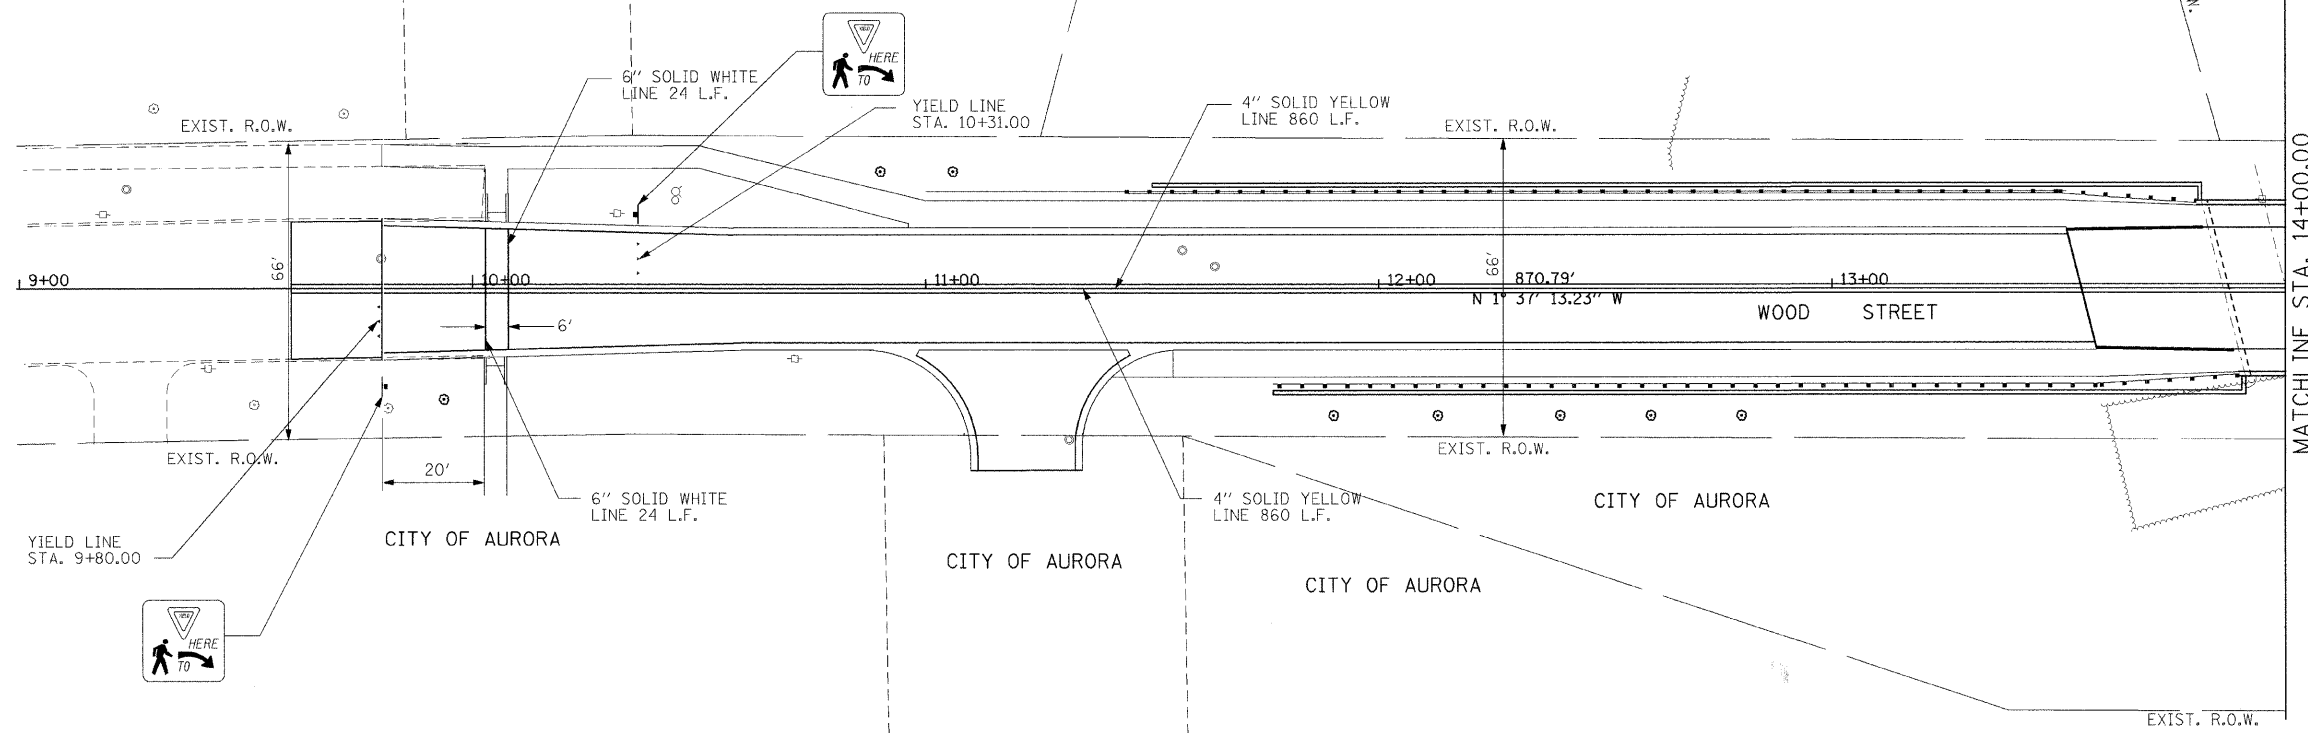 YIELD
HERE
TO
6" SOLID WHITE
LINE 24 L.F.
YIELD LINE
STA. 10+31.00
4" SOLID YELLOW
LINE 860 L.F.
EXIST. R.O.W.
EXIST. R.O.W.
66'
66'
9+00
10+00
11+00
12+00
870.79'
13+00
N 1° 37' 13.23" W
WOOD STREET
6'
MATCHLINE STA. 14+00.00
EXIST. R.O.W.
EXIST. R.O.W.
20'
6" SOLID WHITE
LINE 24 L.F.
4" SOLID YELLOW
LINE 860 L.F.
CITY OF AURORA
YIELD LINE
STA. 9+80.00
CITY OF AURORA
CITY OF AURORA
CITY OF AURORA
YIELD
HERE
TO
EXIST. R.O.W.